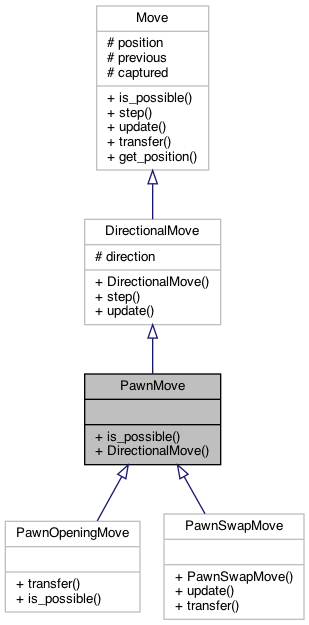 Move
# position
# previous
# captured
+ is_possible()
+ step()
+ update()
+ transfer()
+ get_position()
DirectionalMove
# direction
+ DirectionalMove()
+ step()
+ update()
PawnMove
+ is_possible()
+ DirectionalMove()
PawnOpeningMove
+ transfer()
+ is_possible()
PawnSwapMove
+ PawnSwapMove()
+ update()
+ transfer()